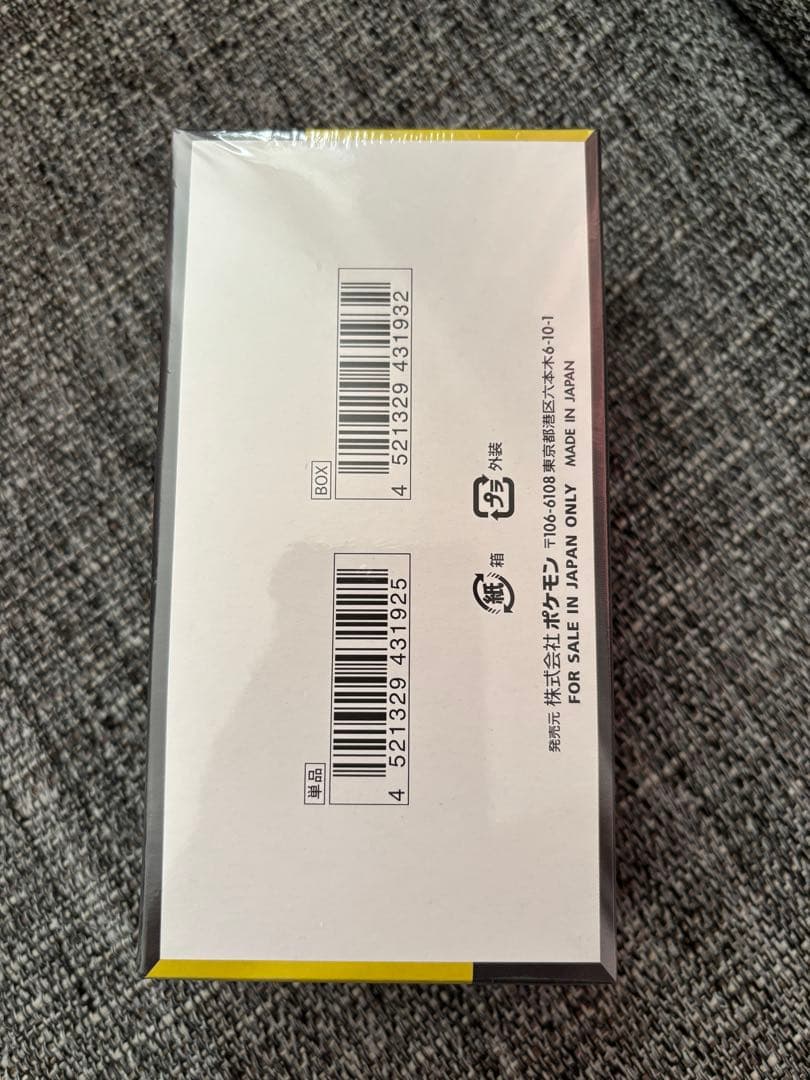 単品
4 521329 431925
BOX
4 521329 431932
紙 箱
プラ 外装
発売元 株式会社 ポケモン 〒106-6108 東京都港区六本木6-10-1
FOR SALE IN JAPAN ONLY MADE IN JAPAN